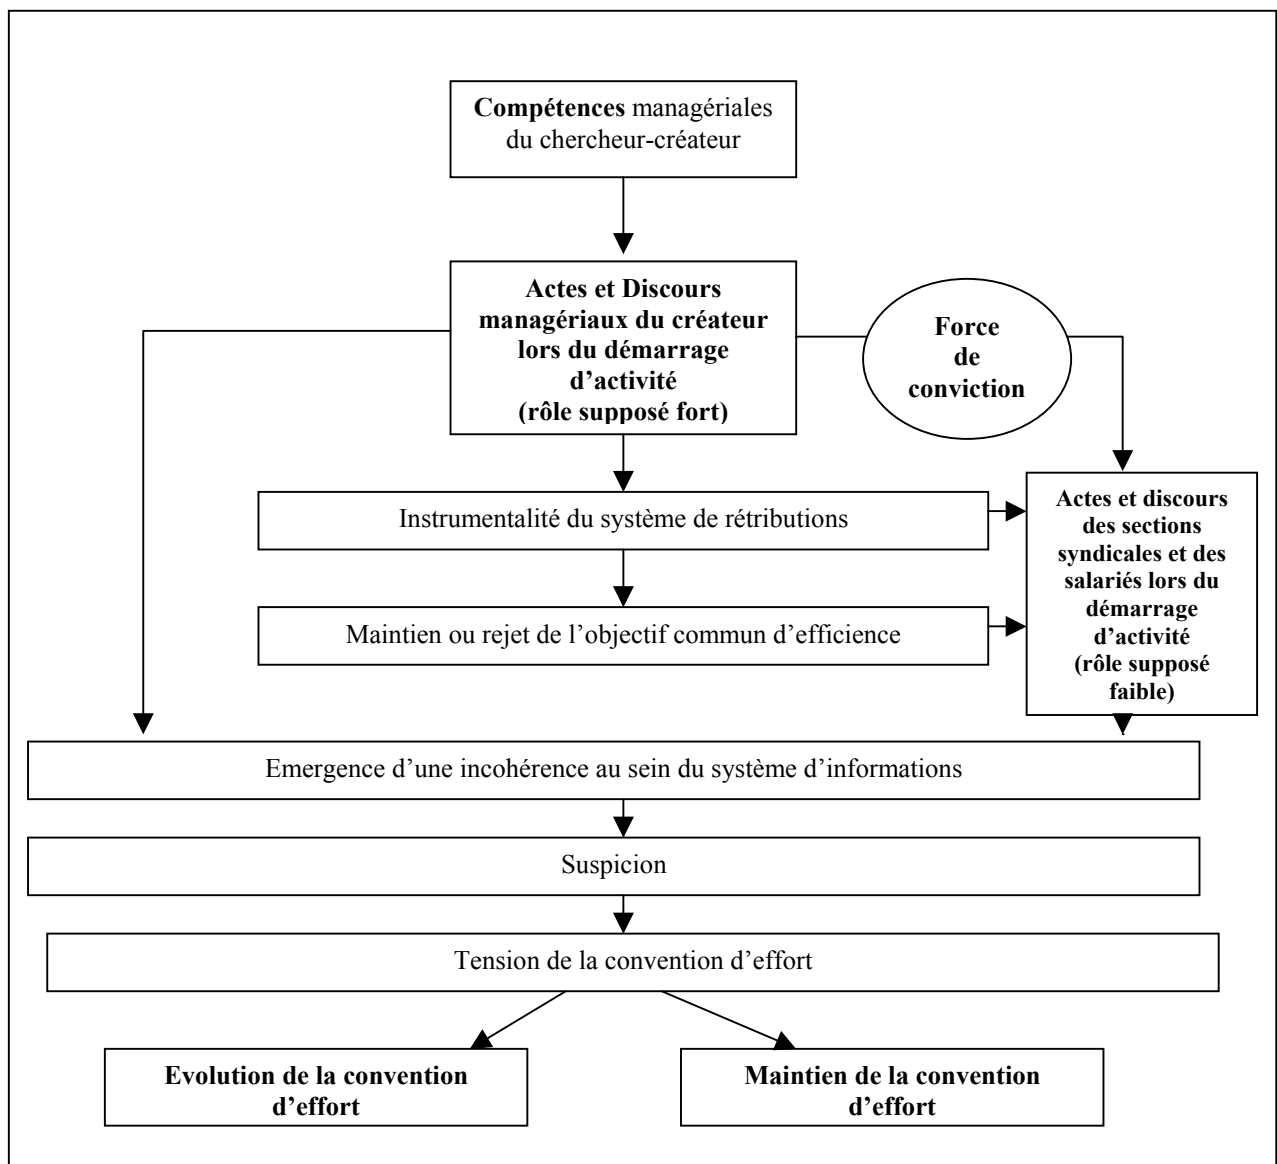 Compétences managériales
du chercheur-créateur
Actes et Discours
managériaux du créateur
lors du démarrage
d’activité
(rôle supposé fort)
Force
de
conviction
Instrumentalité du système de rétributions
Maintien ou rejet de l’objectif commun d’efficience
Actes et discours
des sections
syndicales et des
salariés lors du
démarrage
d’activité
(rôle supposé
faible)
Emergence d’une incohérence au sein du système d’informations
Suspicion
Tension de la convention d’effort
Evolution de la convention
d’effort
Maintien de la convention
d’effort